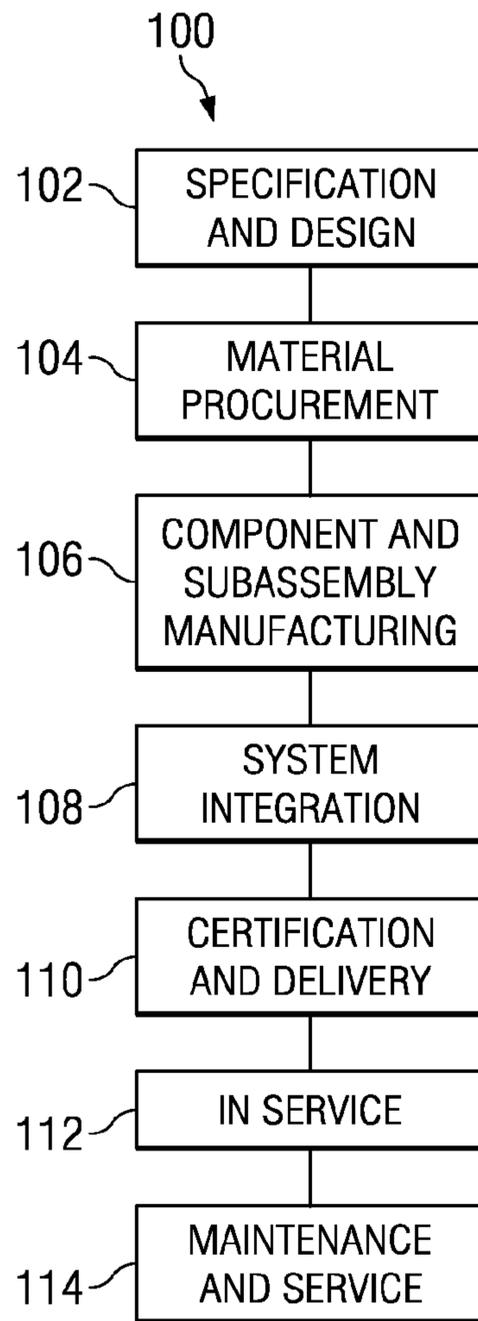 100
102
SPECIFICATION
AND DESIGN
104
MATERIAL
PROCUREMENT
106
COMPONENT AND
SUBASSEMBLY
MANUFACTURING
108
SYSTEM
INTEGRATION
110
CERTIFICATION
AND DELIVERY
112
IN SERVICE
114
MAINTENANCE
AND SERVICE